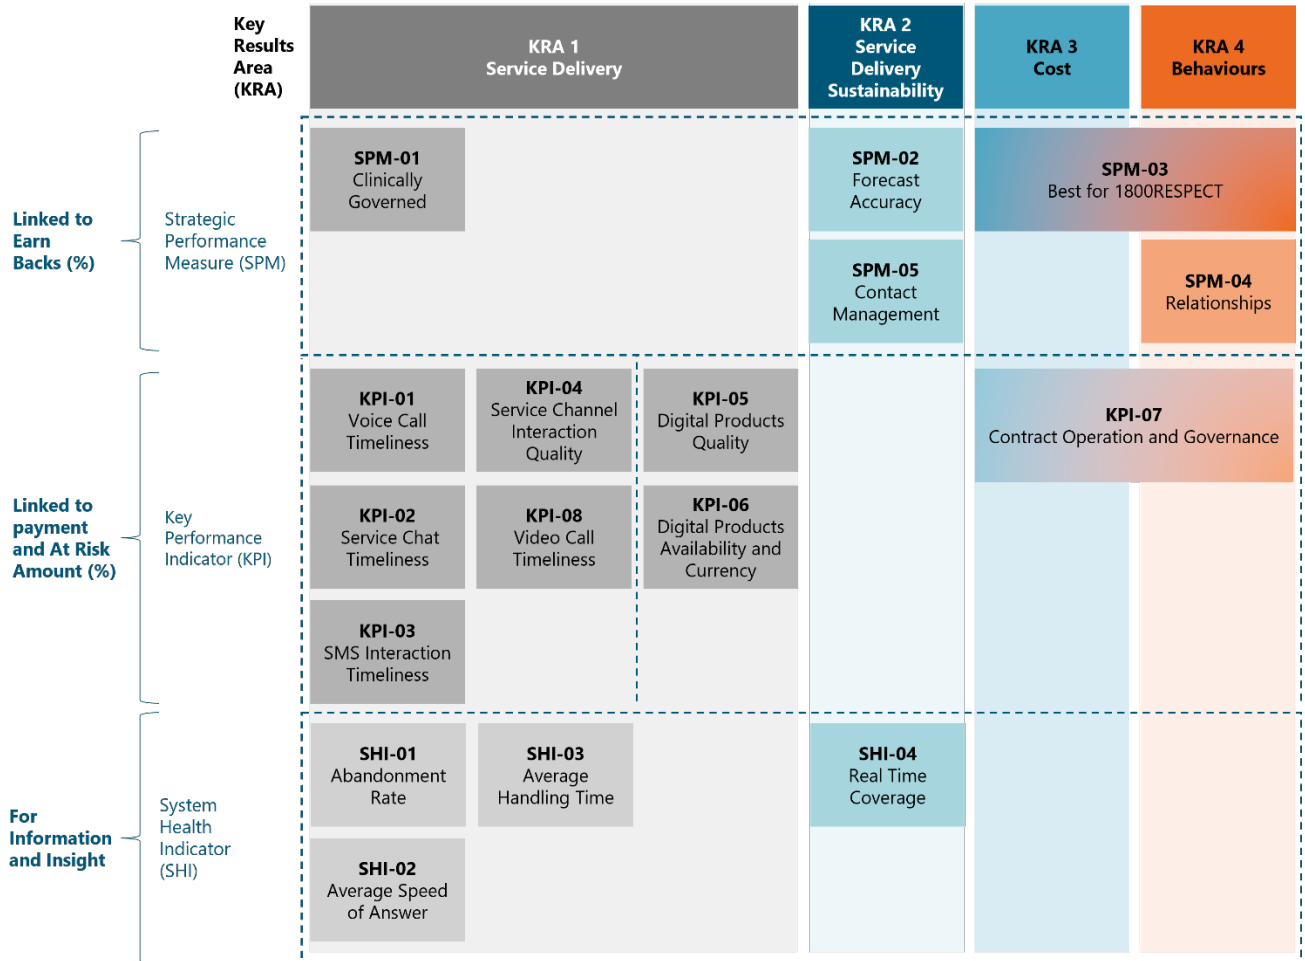 Key
Results
Area
(KRA)
KRA 1
Service Delivery
KRA 2
Service
Delivery
Sustainability
KRA 3
Cost
KRA 4
Behaviours
Linked to
Earn
Backs (%)
Strategic
Performance
Measure (SPM)
SPM-01
Clinically
Governed
SPM-02
Forecast
Accuracy
SPM-03
Best for 1800RESPECT
SPM-05
Contact
Management
SPM-04
Relationships
Linked to
payment
and At Risk
Amount (%)
Key
Performance
Indicator (KPI)
KPI-01
Voice Call
Timeliness
KPI-04
Service Channel
Interaction
Quality
KPI-05
Digital Products
Quality
KPI-07
Contract Operation and Governance
KPI-02
Service Chat
Timeliness
KPI-08
Video Call
Timeliness
KPI-06
Digital Products
Availability and
Currency
KPI-03
SMS Interaction
Timeliness
For
Information
and Insight
System
Health
Indicator
(SHI)
SHI-01
Abandonment
Rate
SHI-03
Average
Handling Time
SHI-04
Real Time
Coverage
SHI-02
Average Speed
of Answer